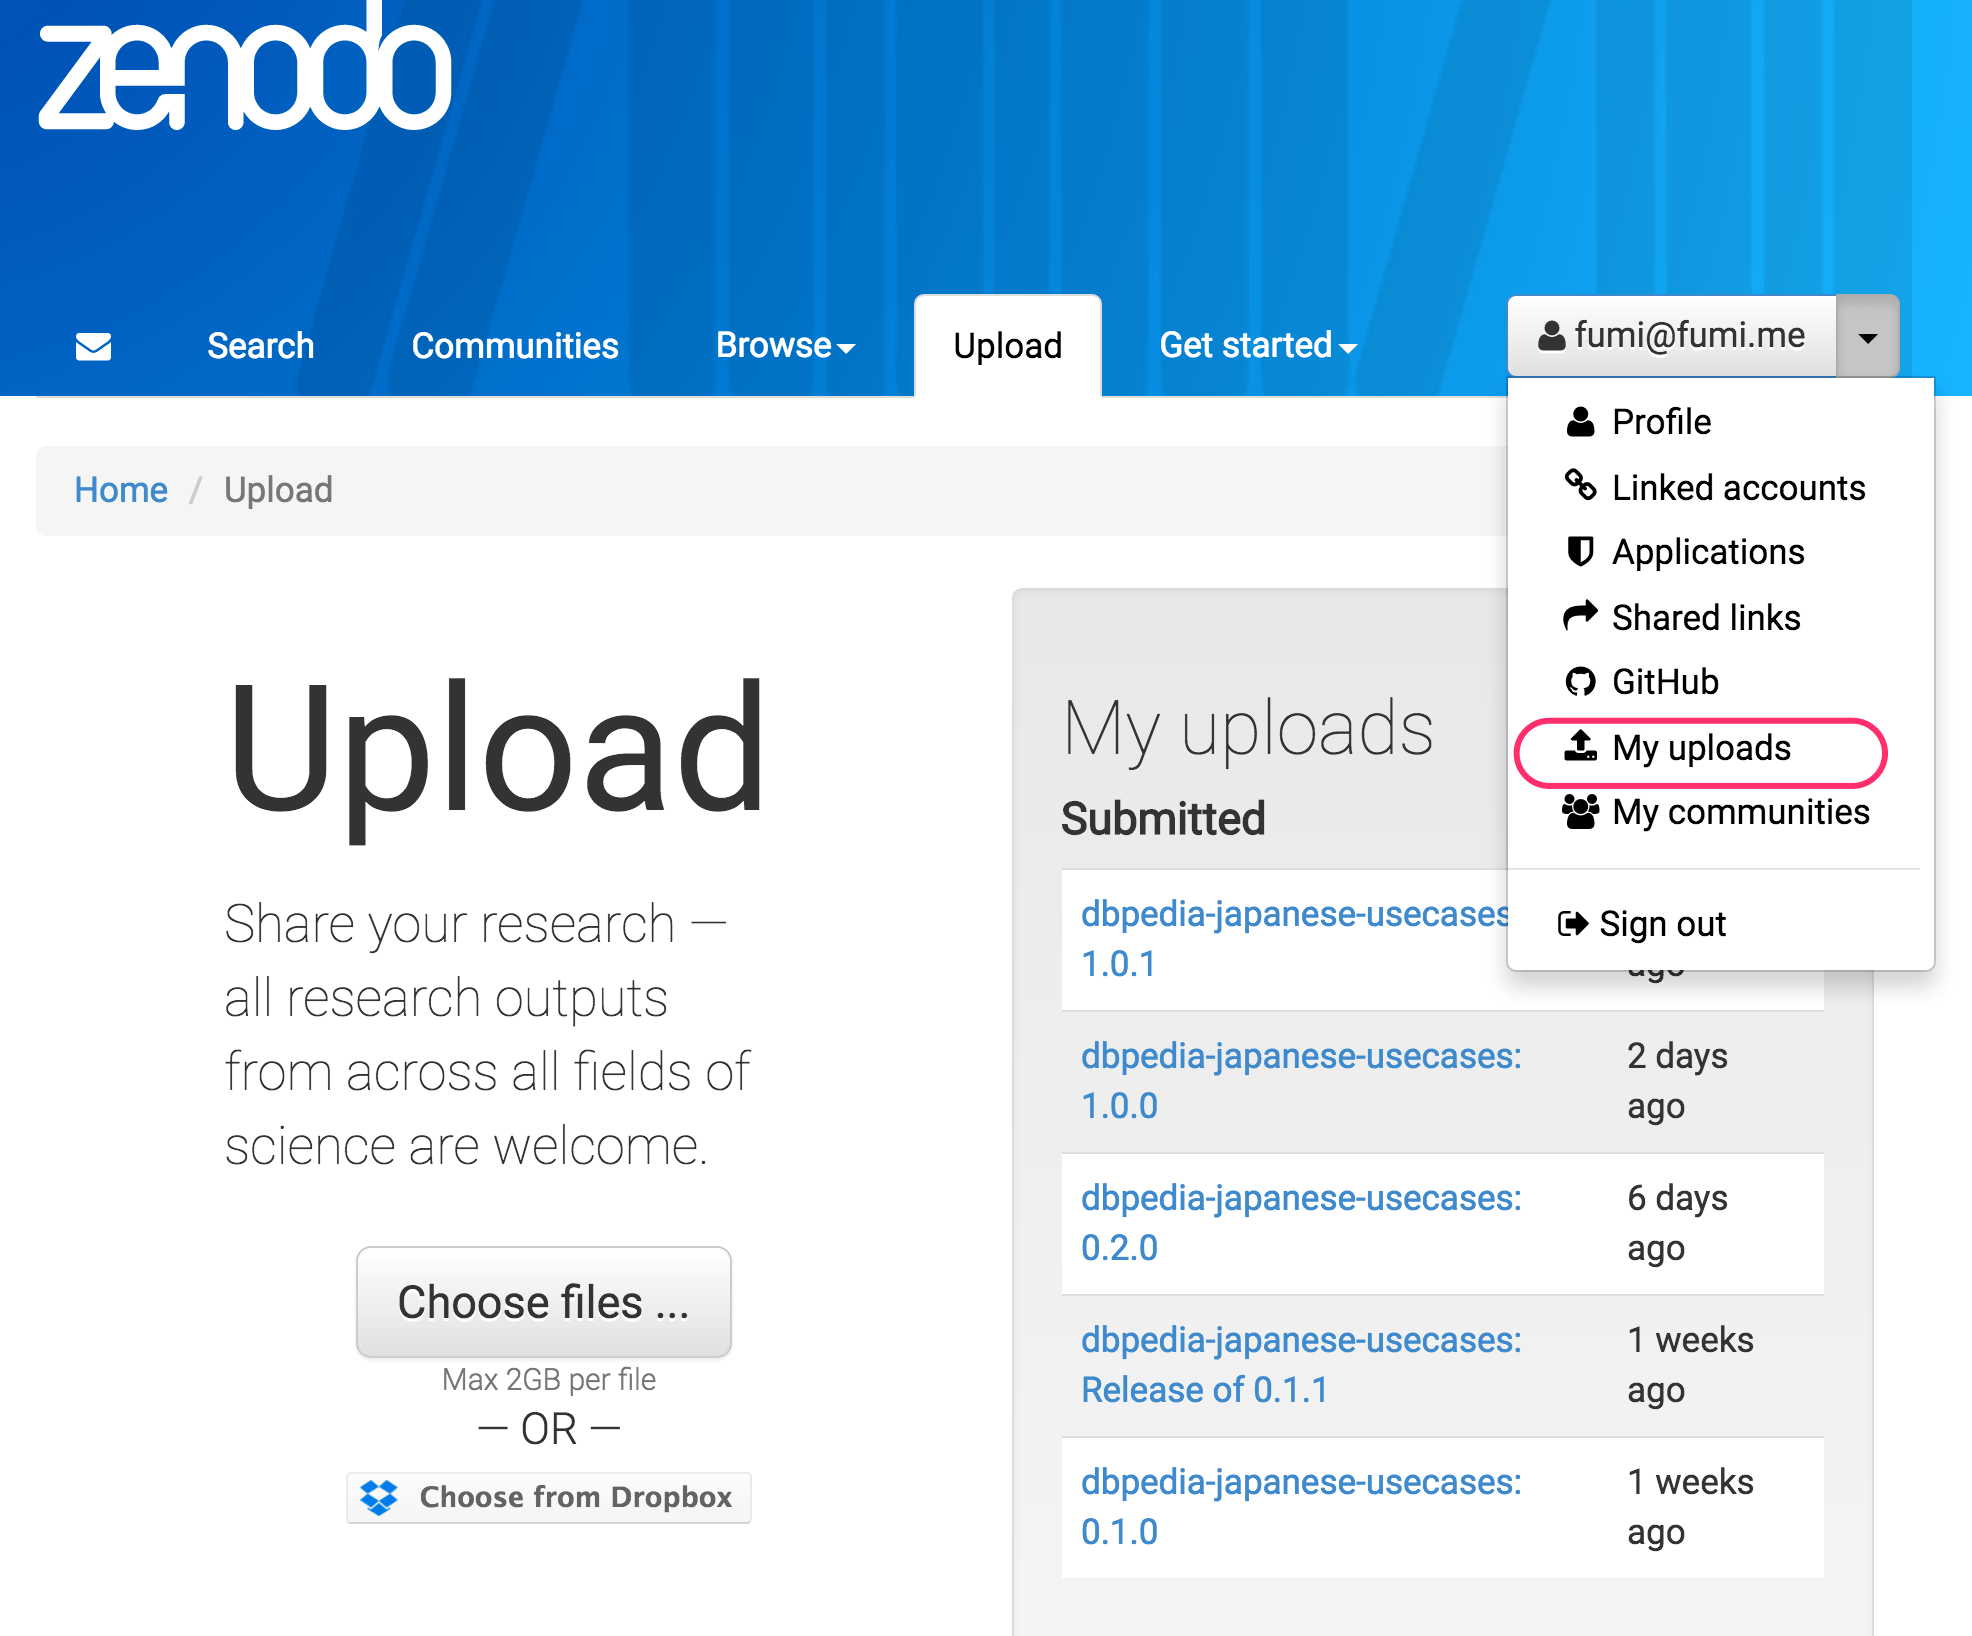 zenodo
Search
Communities
Browse
Upload
Get started
fumi@fumi.me
Profile
Linked accounts
Applications
Shared links
GitHub
My uploads
My communities
Sign out
Home / Upload
Upload
Share your research —
all research outputs
from across all fields of
science are welcome.
Choose files ...
Max 2GB per file
— OR —
Choose from Dropbox
My uploads
Submitted
dbpedia-japanese-usecases
1.0.1
ago
dbpedia-japanese-usecases:
1.0.0
2 days
ago
dbpedia-japanese-usecases:
0.2.0
6 days
ago
dbpedia-japanese-usecases:
Release of 0.1.1
1 weeks
ago
dbpedia-japanese-usecases:
0.1.0
1 weeks
ago